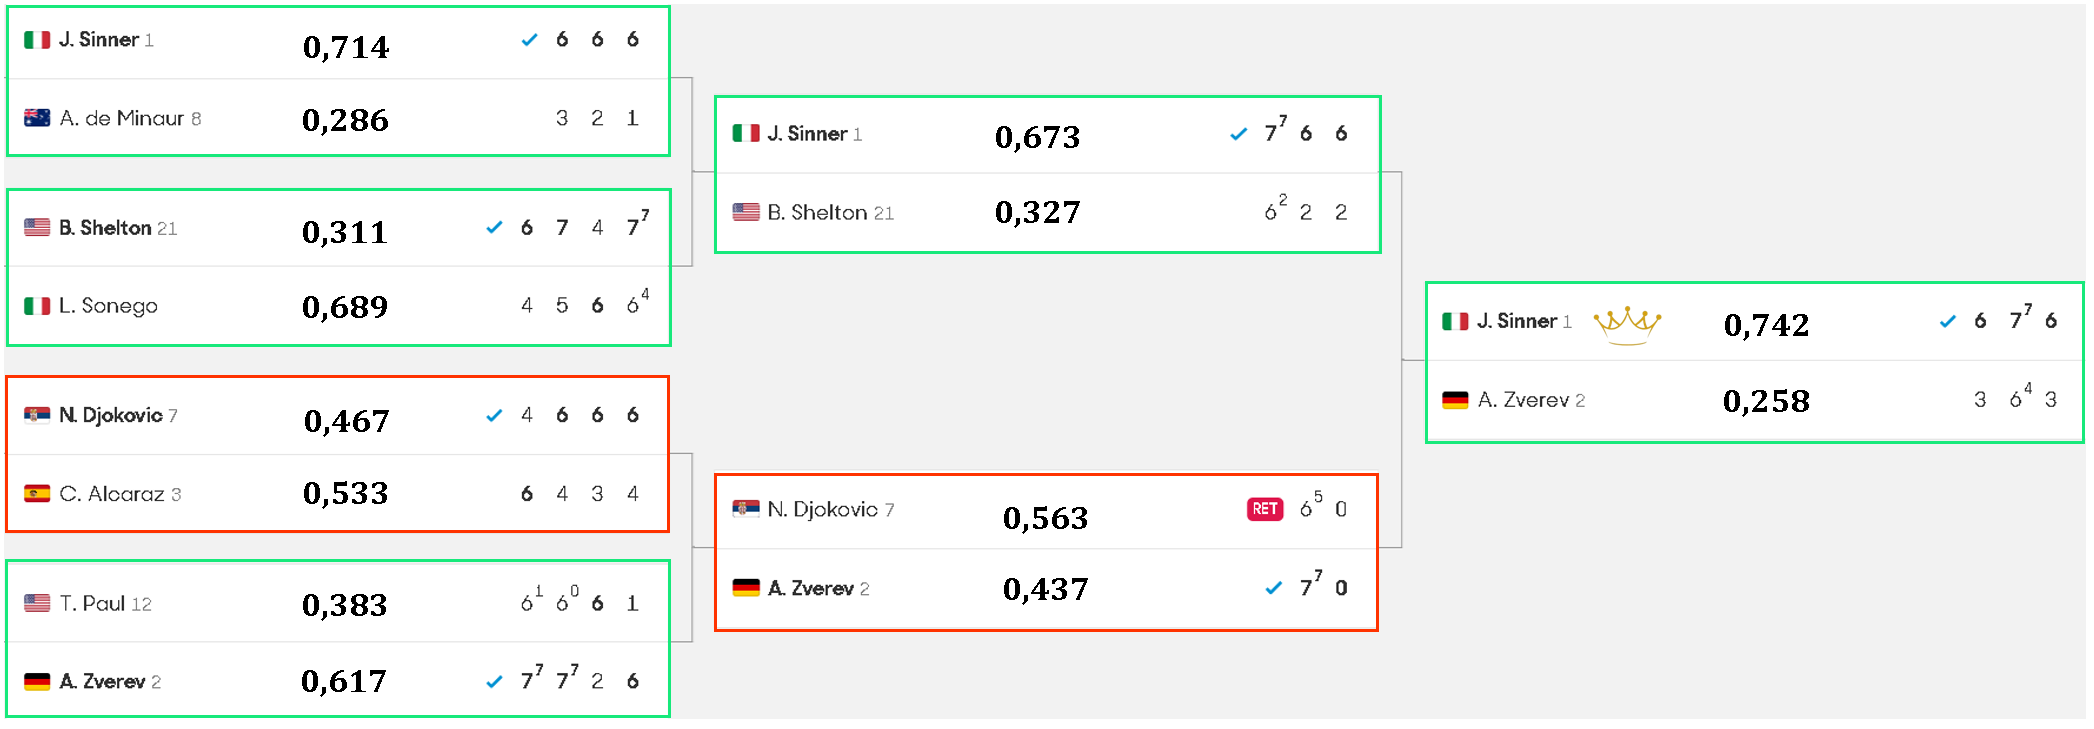 J. Sinner 1 0,714 6 6 6
A. de Minaur 8 0,286 3 2 1
B. Shelton 21 0,311 6 7 4 7 7
L. Sonego 0,689 4 5 6 6 4
N. Djokovic 7 0,467 4 6 6 6
C. Alcaraz 3 0,533 6 4 3 4
T. Paul 12 0,383 6 1 6 0 6 1
A. Zverev 2 0,617 7 7 7 7 2 6
J. Sinner 1 0,673 7 7 6 6
B. Shelton 21 0,327 6 2 2 2
N. Djokovic 7 0,563 RET 6 5 0
A. Zverev 2 0,437 7 7 0
J. Sinner 1 0,742 6 7 7 6
A. Zverev 2 0,258 3 6 4 3